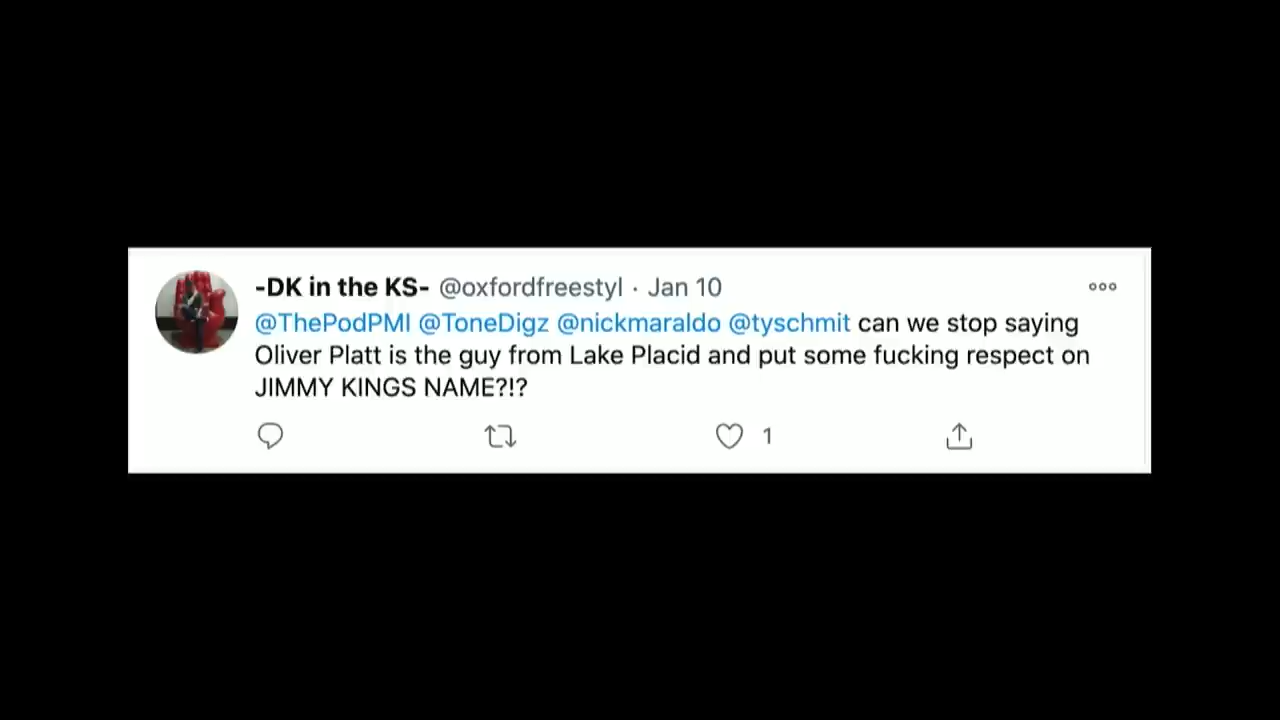 -DK in the KS- @oxfordfreestyl · Jan 10
@ThePodPMI @ToneDigz @nickmaraldo @tyschmit can we stop saying
Oliver Platt is the guy from Lake Placid and put some fucking respect on
JIMMY KINGS NAME?!?
1